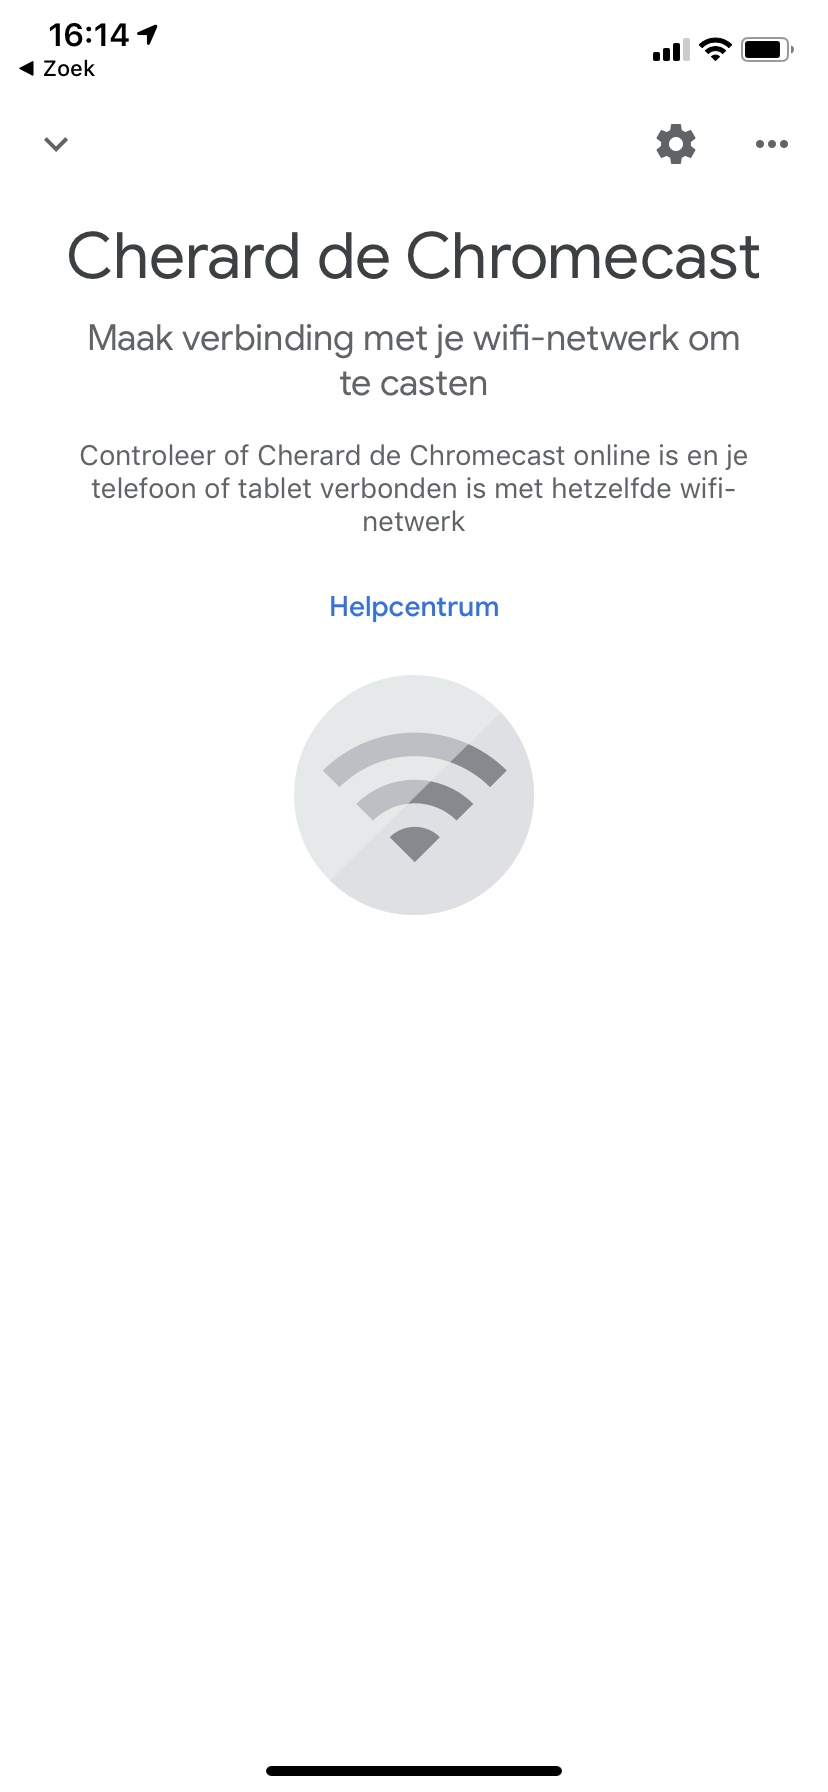 16:14
Zoek
Cherard de Chromecast
Maak verbinding met je wifi-netwerk om
te casten
Controleer of Cherard de Chromecast online is en je
telefoon of tablet verbonden is met hetzelfde wifi-
netwerk
Helpcentrum